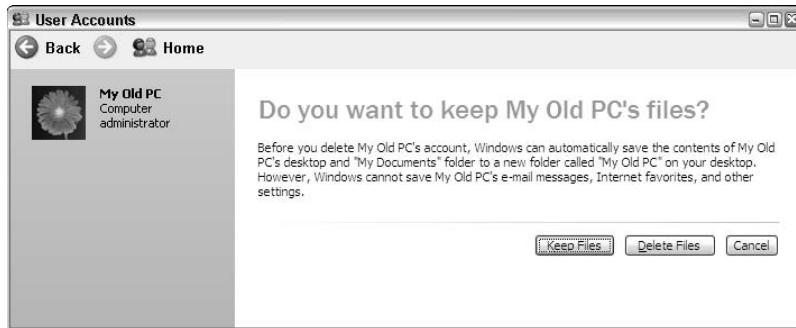 User Accounts
Back Home
My Old PC
Computer
administrator
Do you want to keep My Old PC's files?
Before you delete My Old PC's account, Windows can automatically save the contents of My Old
PC's desktop and "My Documents" folder to a new folder called "My Old PC" on your desktop.
However, Windows cannot save My Old PC's e-mail messages, Internet favorites, and other
settings.
Keep Files Delete Files Cancel